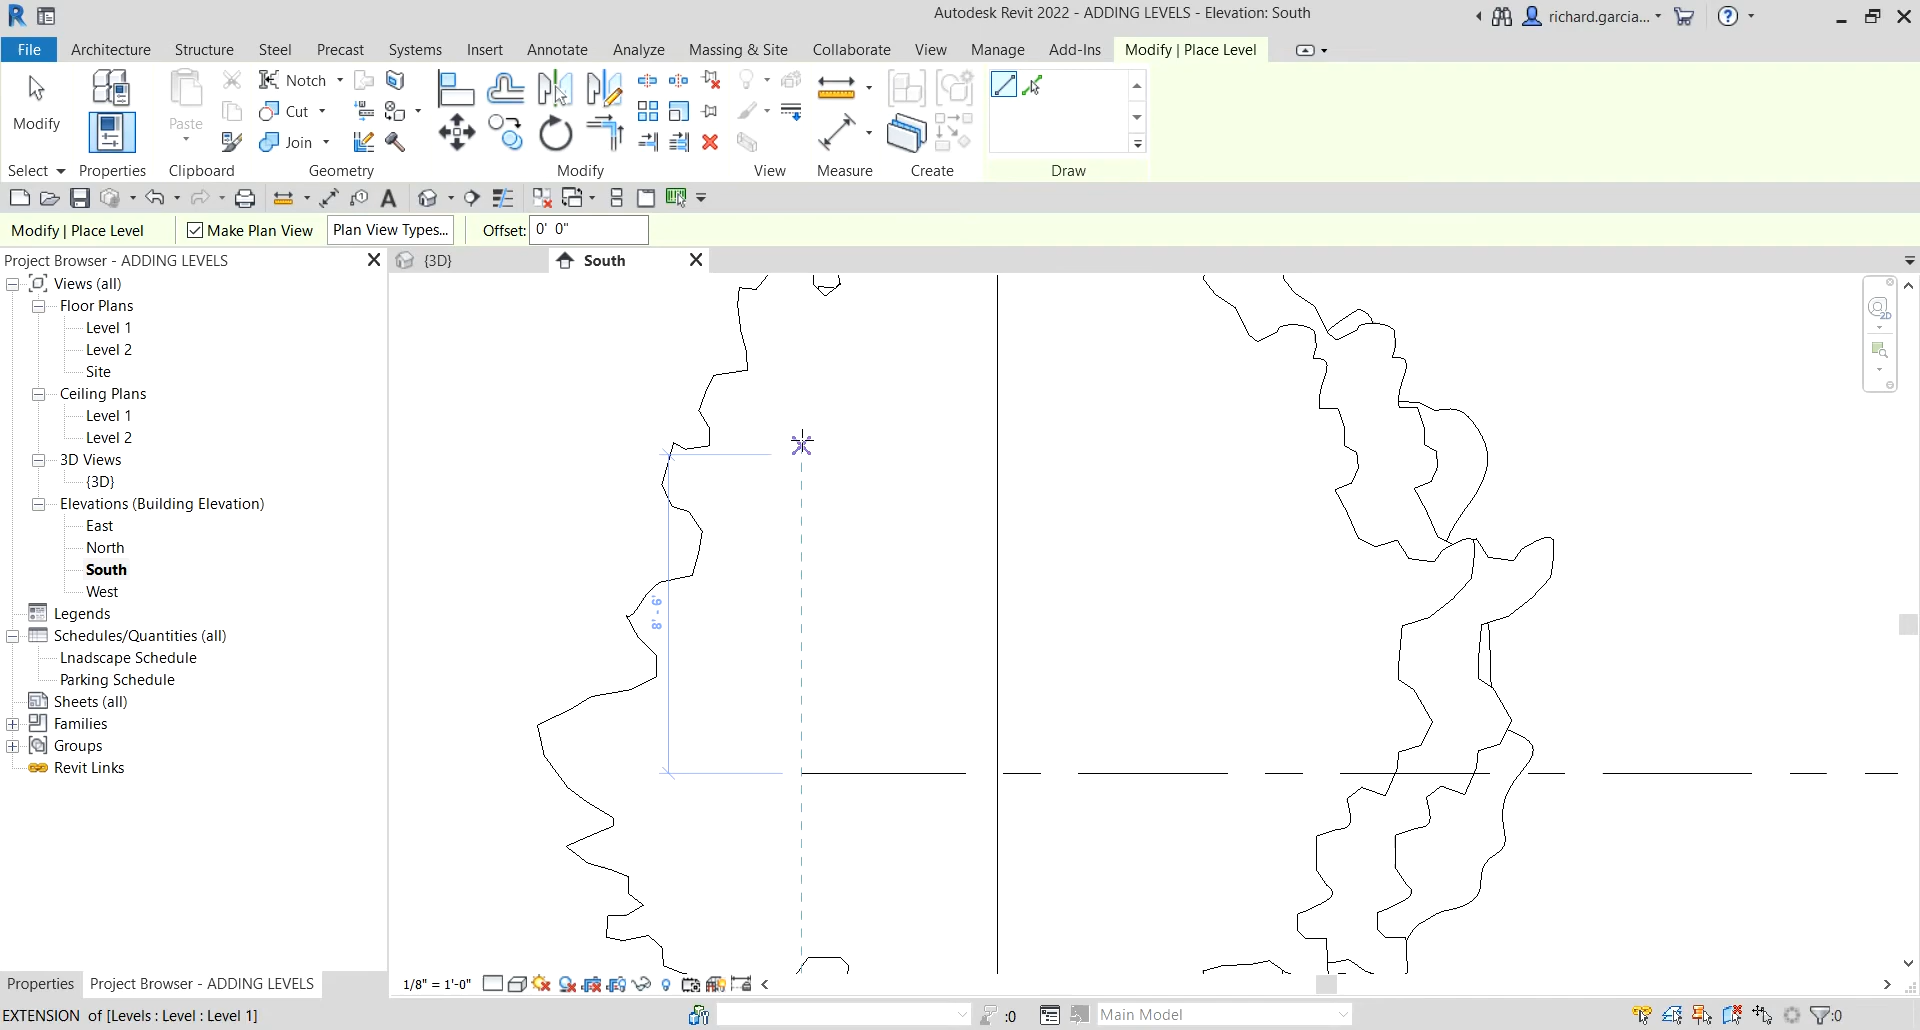 Autodesk Revit 2022 - ADDING LEVELS - Elevation: South
richard.garcia...
File Architecture Structure Steel Precast Systems Insert Annotate Analyze Massing & Site Collaborate View Manage Add-Ins Modify | Place Level
Modify Paste Notch Cut Join
Select Properties Clipboard Geometry Modify View Measure Create Draw
Modify | Place Level Make Plan View Plan View Types... Offset: 0' 0"
Project Browser - ADDING LEVELS
{3D} South
Views (all)
Floor Plans
Level 1
Level 2
Site
Ceiling Plans
Level 1
Level 2
3D Views
{3D}
Elevations (Building Elevation)
East
North
South
West
Legends
Schedules/Quantities (all)
Lnadscape Schedule
Parking Schedule
Sheets (all)
Families
Groups
Revit Links
2D
8' - 9"
Properties Project Browser - ADDING LEVELS
1/8" = 1'-0"
EXTENSION of [Levels : Level : Level 1]
:0 Main Model :0